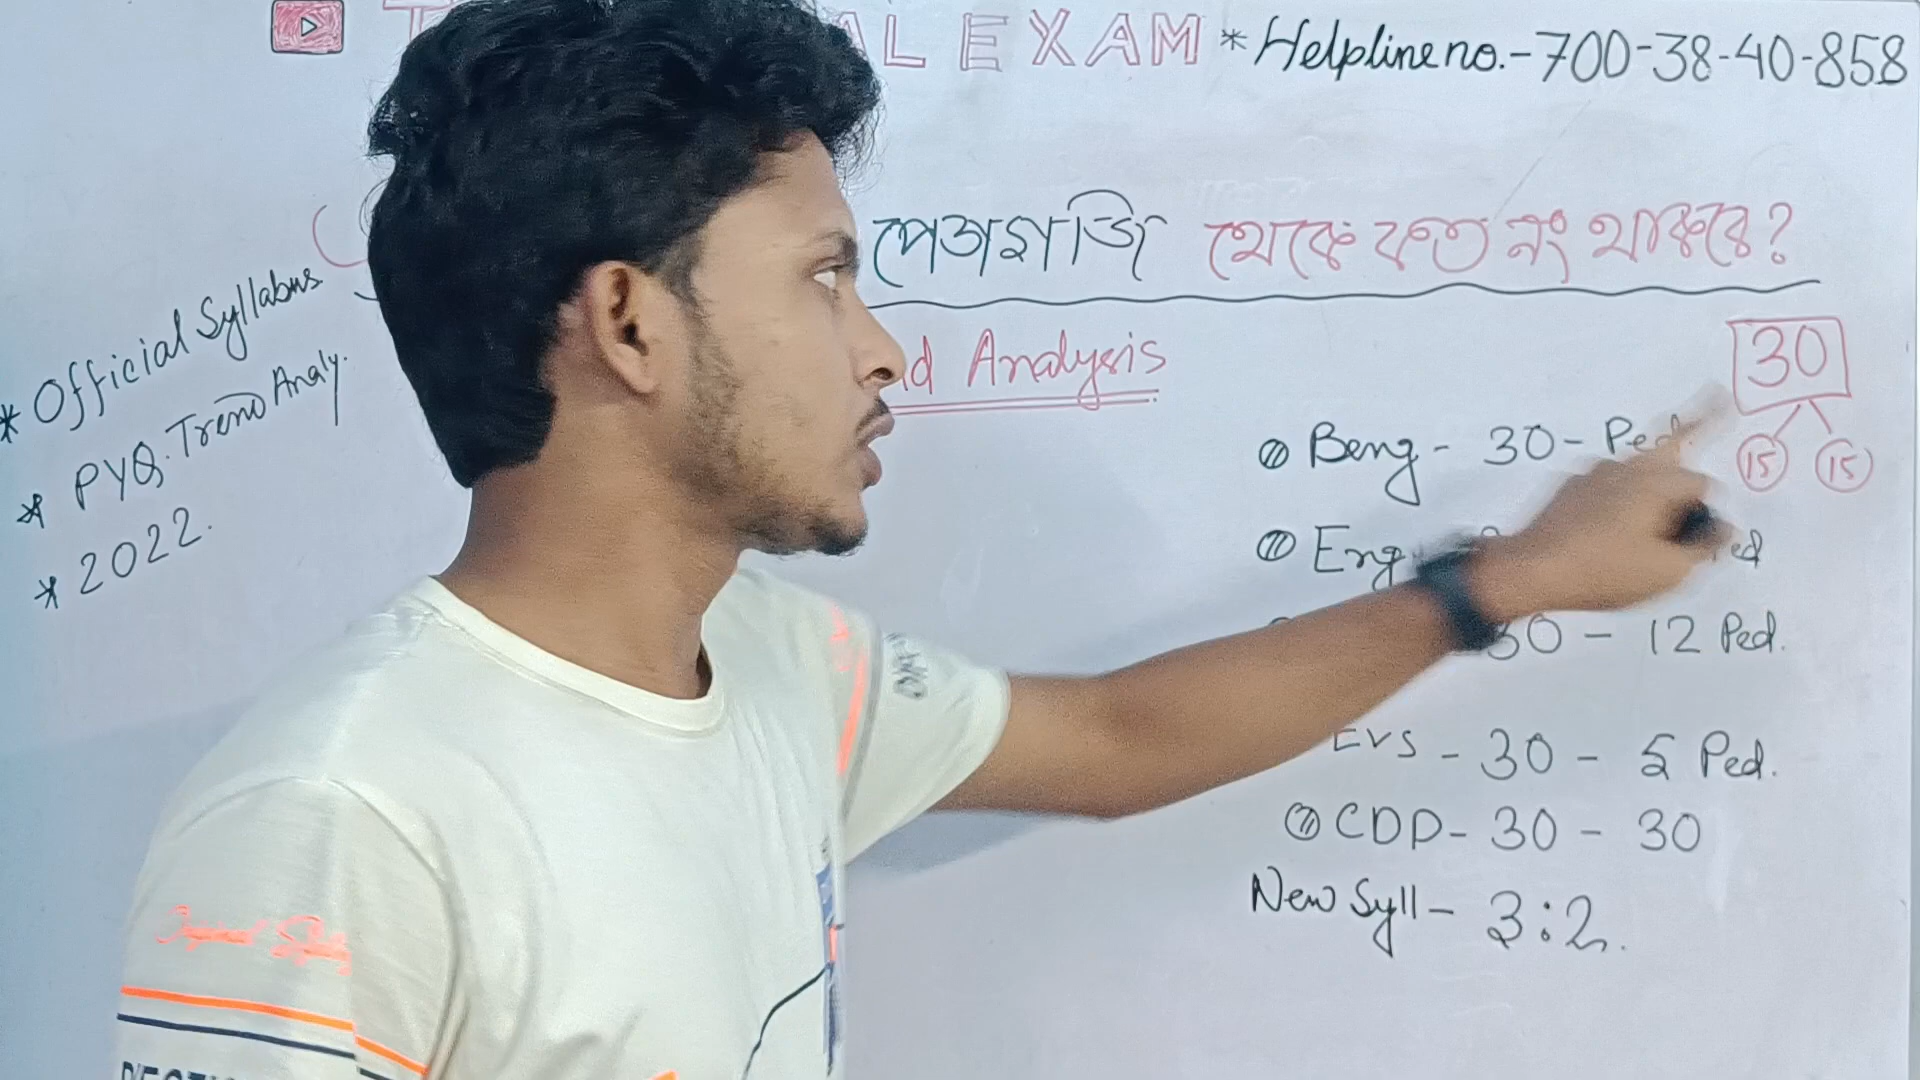 AL EXAM * Helpline no.-700-38-40-858
পেডাগজি থেকে কত নং থাকবে?
* Official Syllabus
* PYQ. Trend Analy.
* 2022.
Analysis
30
15 15
Beng - 30 - Ped.
Eng
30 - 12 Ped.
EVS - 30 - 5 Ped.
CDP - 30 - 30
New Syll - 3:2.
Original